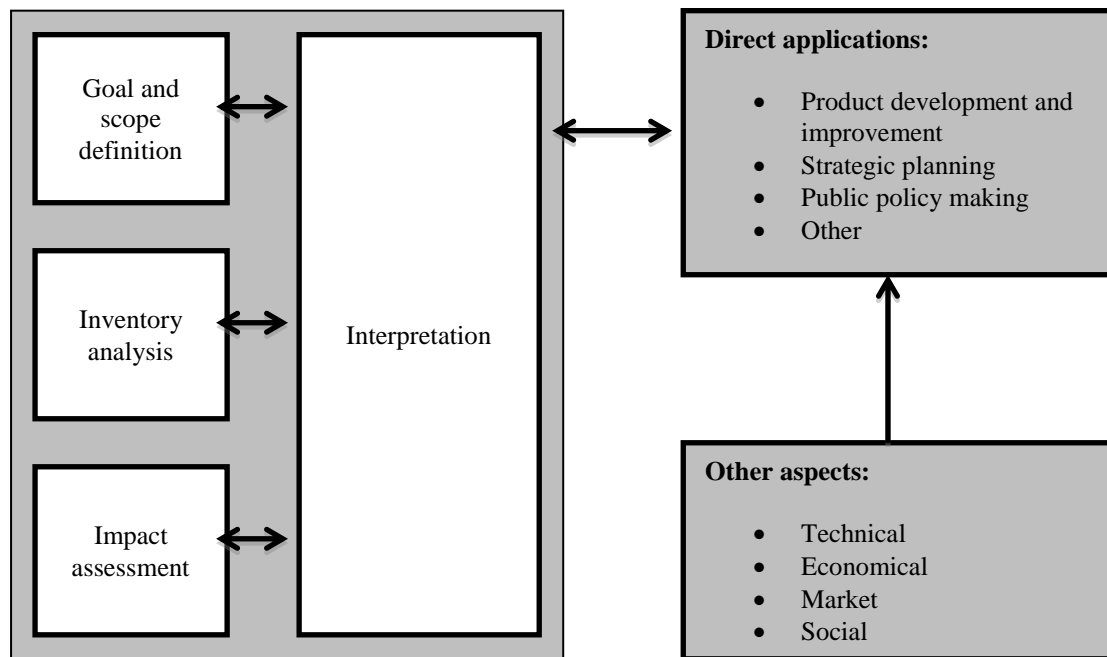 Goal and
scope
definition
Inventory
analysis
Impact
assessment
Interpretation
Direct applications:
• Product development and
improvement
• Strategic planning
• Public policy making
• Other
Other aspects:
• Technical
• Economical
• Market
• Social